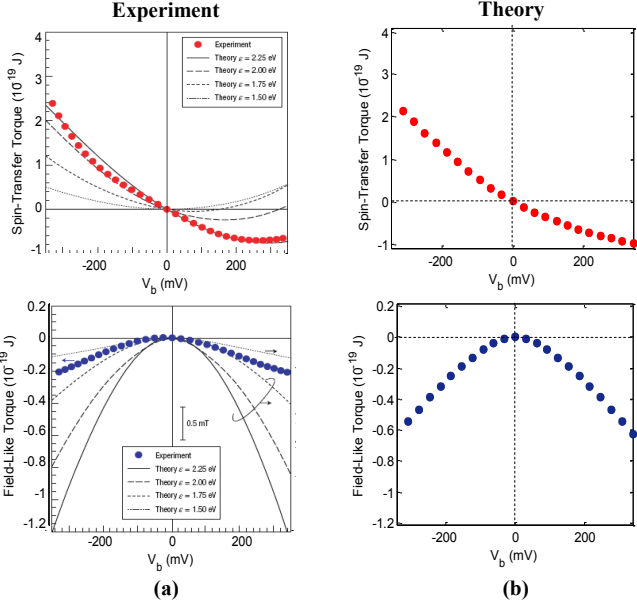 Experiment
Theory
Experiment
Theory ε = 2.25 eV
Theory ε = 2.00 eV
Theory ε = 1.75 eV
Theory ε = 1.50 eV
Spin-Transfer Torque (10⁻¹⁹ J)
4
3
2
1
0
-1
-200
0
200
V_b (mV)
Spin-Transfer Torque (10⁻¹⁹ J)
4
3
2
1
0
-1
-200
0
200
V_b (mV)
Field-Like Torque (10⁻¹⁹ J)
0.2
0
-0.2
-0.4
-0.6
-0.8
-1
-1.2
0.5 mT
Experiment
Theory ε = 2.25 eV
Theory ε = 2.00 eV
Theory ε = 1.75 eV
Theory ε = 1.50 eV
-200
0
200
V_b (mV)
Field-Like Torque (10⁻¹⁹ J)
0.2
0
-0.2
-0.4
-0.6
-0.8
-1
-1.2
-200
0
200
V_b (mV)
(a)
(b)